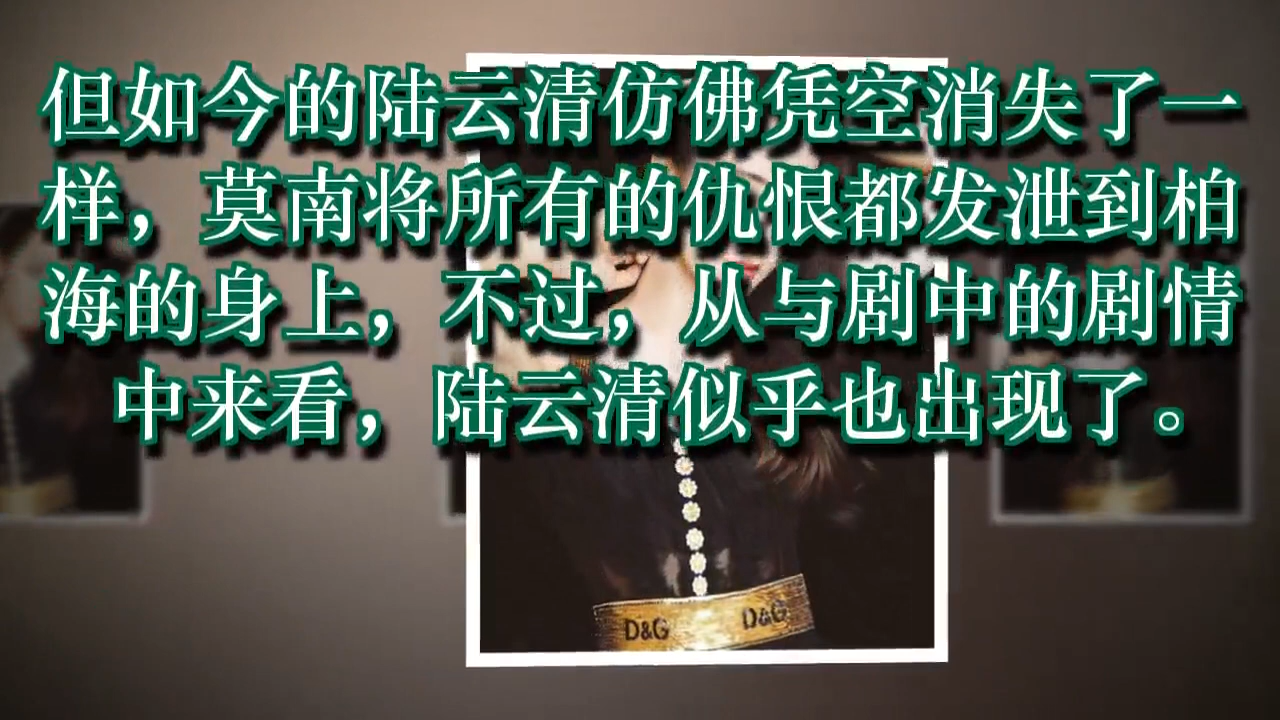 但如今的陆云清仿佛凭空消失了一
样，莫南将所有的仇恨都发泄到柏
海的身上，不过，从与剧中的剧情
中来看，陆云清似乎也出现了。
D&G D&G